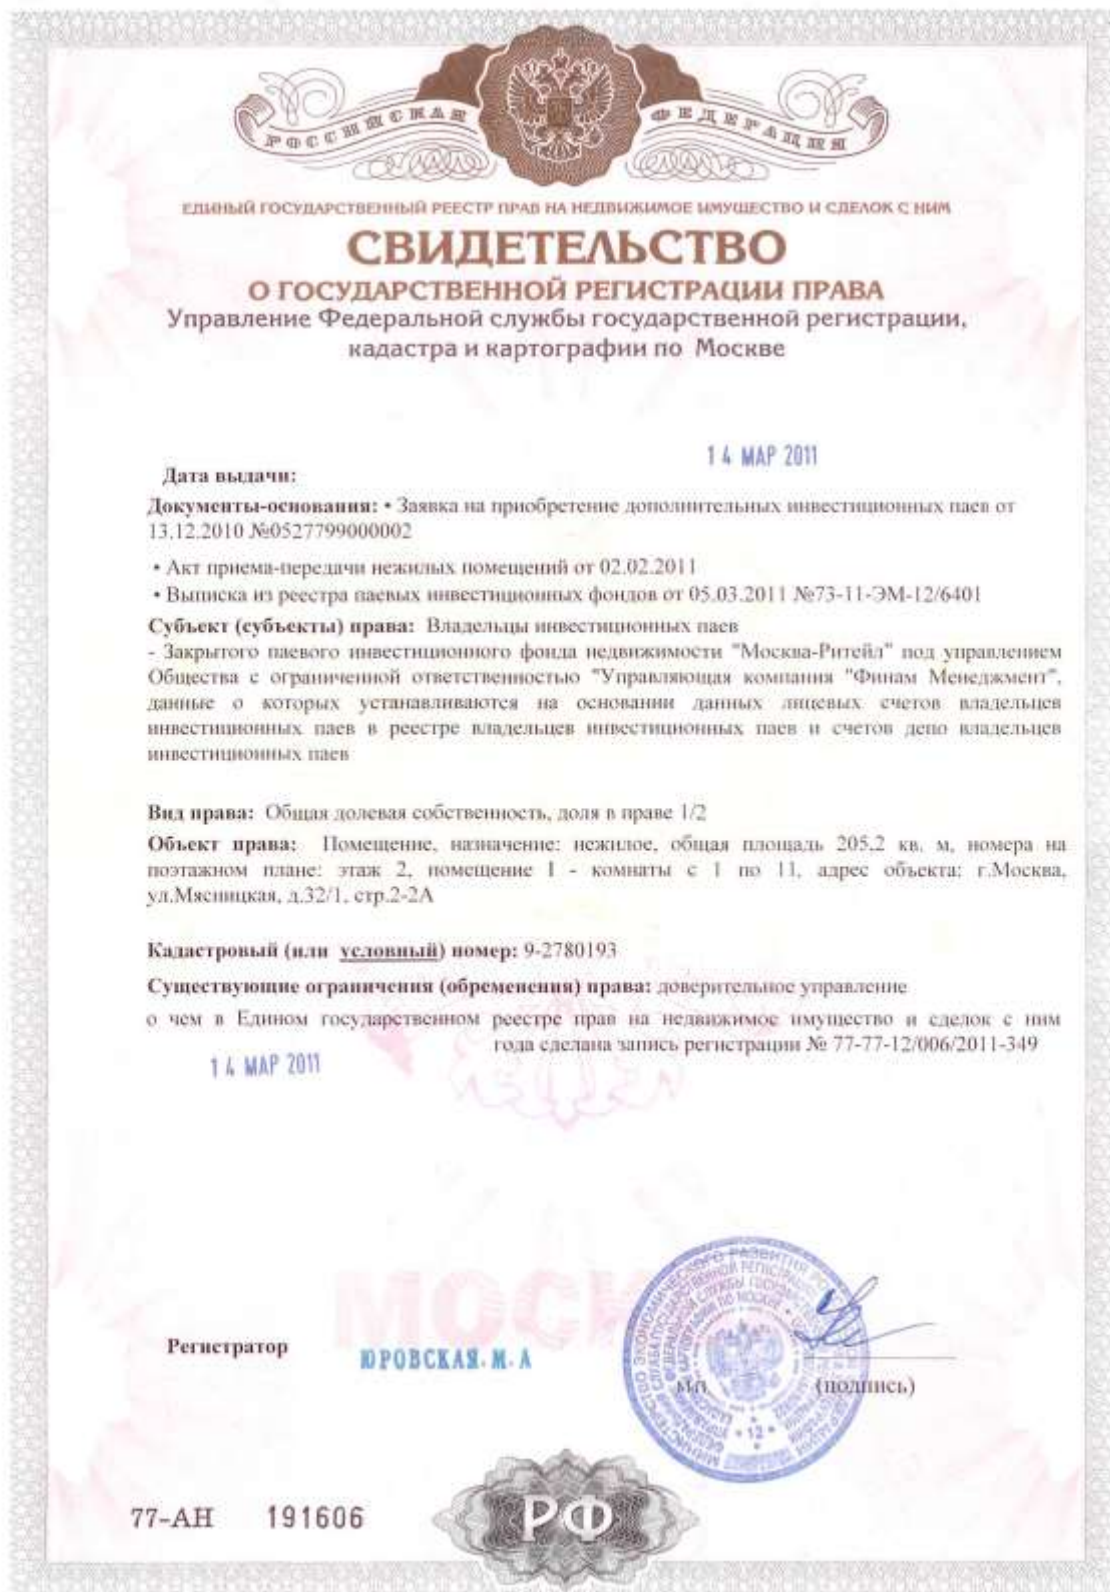 РОССИЙСКАЯ ФЕДЕРАЦИЯ
ЕДИНЫЙ ГОСУДАРСТВЕННЫЙ РЕЕСТР ПРАВ НА НЕДВИЖИМОЕ ИМУЩЕСТВО И СДЕЛОК С НИМ
СВИДЕТЕЛЬСТВО
О ГОСУДАРСТВЕННОЙ РЕГИСТРАЦИИ ПРАВА
Управление Федеральной службы государственной регистрации,
кадастра и картографии по Москве
14 МАР 2011
Дата выдачи:
Документы-основания: • Заявка на приобретение дополнительных инвестиционных паев от
13.12.2010 №0527799000002
• Акт приема-передачи нежилых помещений от 02.02.2011
• Выписка из реестра паевых инвестиционных фондов от 05.03.2011 №73-11-ЭМ-12/6401
Субъект (субъекты) права: Владельцы инвестиционных паев
- Закрытого паевого инвестиционного фонда недвижимости "Москва-Ритейл" под управлением
Общества с ограниченной ответственностью "Управляющая компания "Финам Менеджмент",
данные о которых устанавливаются на основании данных лицевых счетов владельцев
инвестиционных паев в реестре владельцев инвестиционных паев и счетов депо владельцев
инвестиционных паев
Вид права: Общая долевая собственность, доля в праве 1/2
Объект права: Помещение, назначение: нежилое, общая площадь 205,2 кв. м, номера на
поэтажном плане: этаж 2, помещение I - комнаты с 1 по 11, адрес объекта: г.Москва,
ул.Мясницкая, д.32/1, стр.2-2А
Кадастровый (или условный) номер: 9-2780193
Существующие ограничения (обременения) права: доверительное управление
о чем в Едином государственном реестре прав на недвижимое имущество и сделок с ним
14 МАР 2011 года сделана запись регистрации № 77-77-12/006/2011-349
МОСК
Регистратор ЮРОВСКАЯ. М. А
м.п. (подпись)
77-АН 191606
РФ